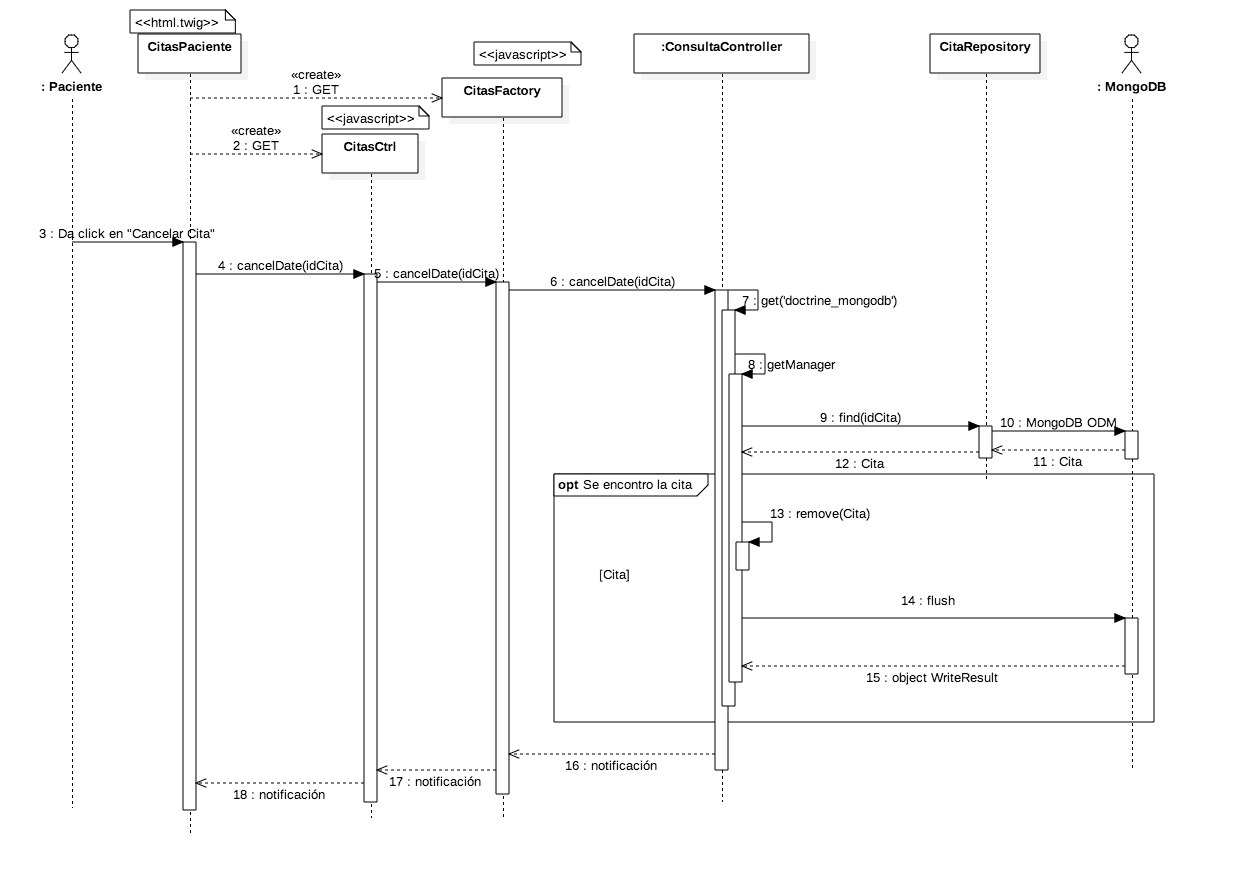 <<html.twig>>
CitasPaciente
<<javascript>>
:ConsultaController
CitaRepository
: Paciente
: MongoDB
«create»
1 : GET
CitasFactory
<<javascript>>
«create»
2 : GET
CitasCtrl
3 : Da click en "Cancelar Cita"
4 : cancelDate(idCita)
5 : cancelDate(idCita)
6 : cancelDate(idCita)
7 : get('doctrine_mongodb')
8 : getManager
9 : find(idCita)
10 : MongoDB ODM
11 : Cita
12 : Cita
opt Se encontro la cita
13 : remove(Cita)
[Cita]
14 : flush
15 : object WriteResult
16 : notificación
17 : notificación
18 : notificación